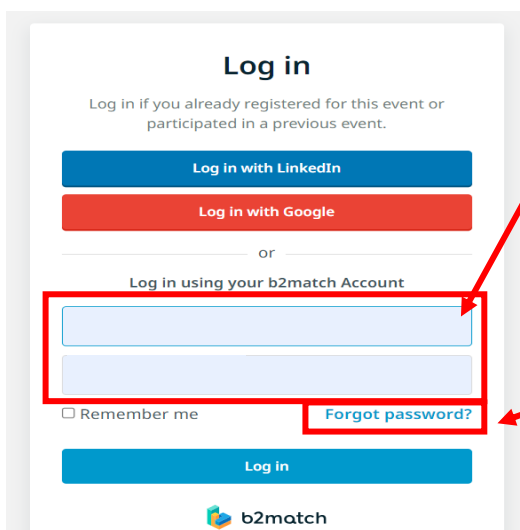 Log in
Log in if you already registered for this event or
participated in a previous event.
Log in with LinkedIn
Log in with Google
or
Log in using your b2match Account
Remember me Forgot password?
Log in
b2match